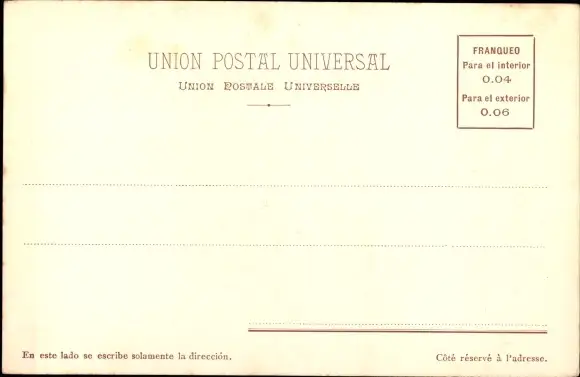 UNION POSTAL UNIVERSAL
UNION POSTALE UNIVERSELLE
FRANQUEO
Para el interior
0.04
Para el exterior
0.06
En este lado se escribe solamente la dirección.
Côté réservé à l'adresse.